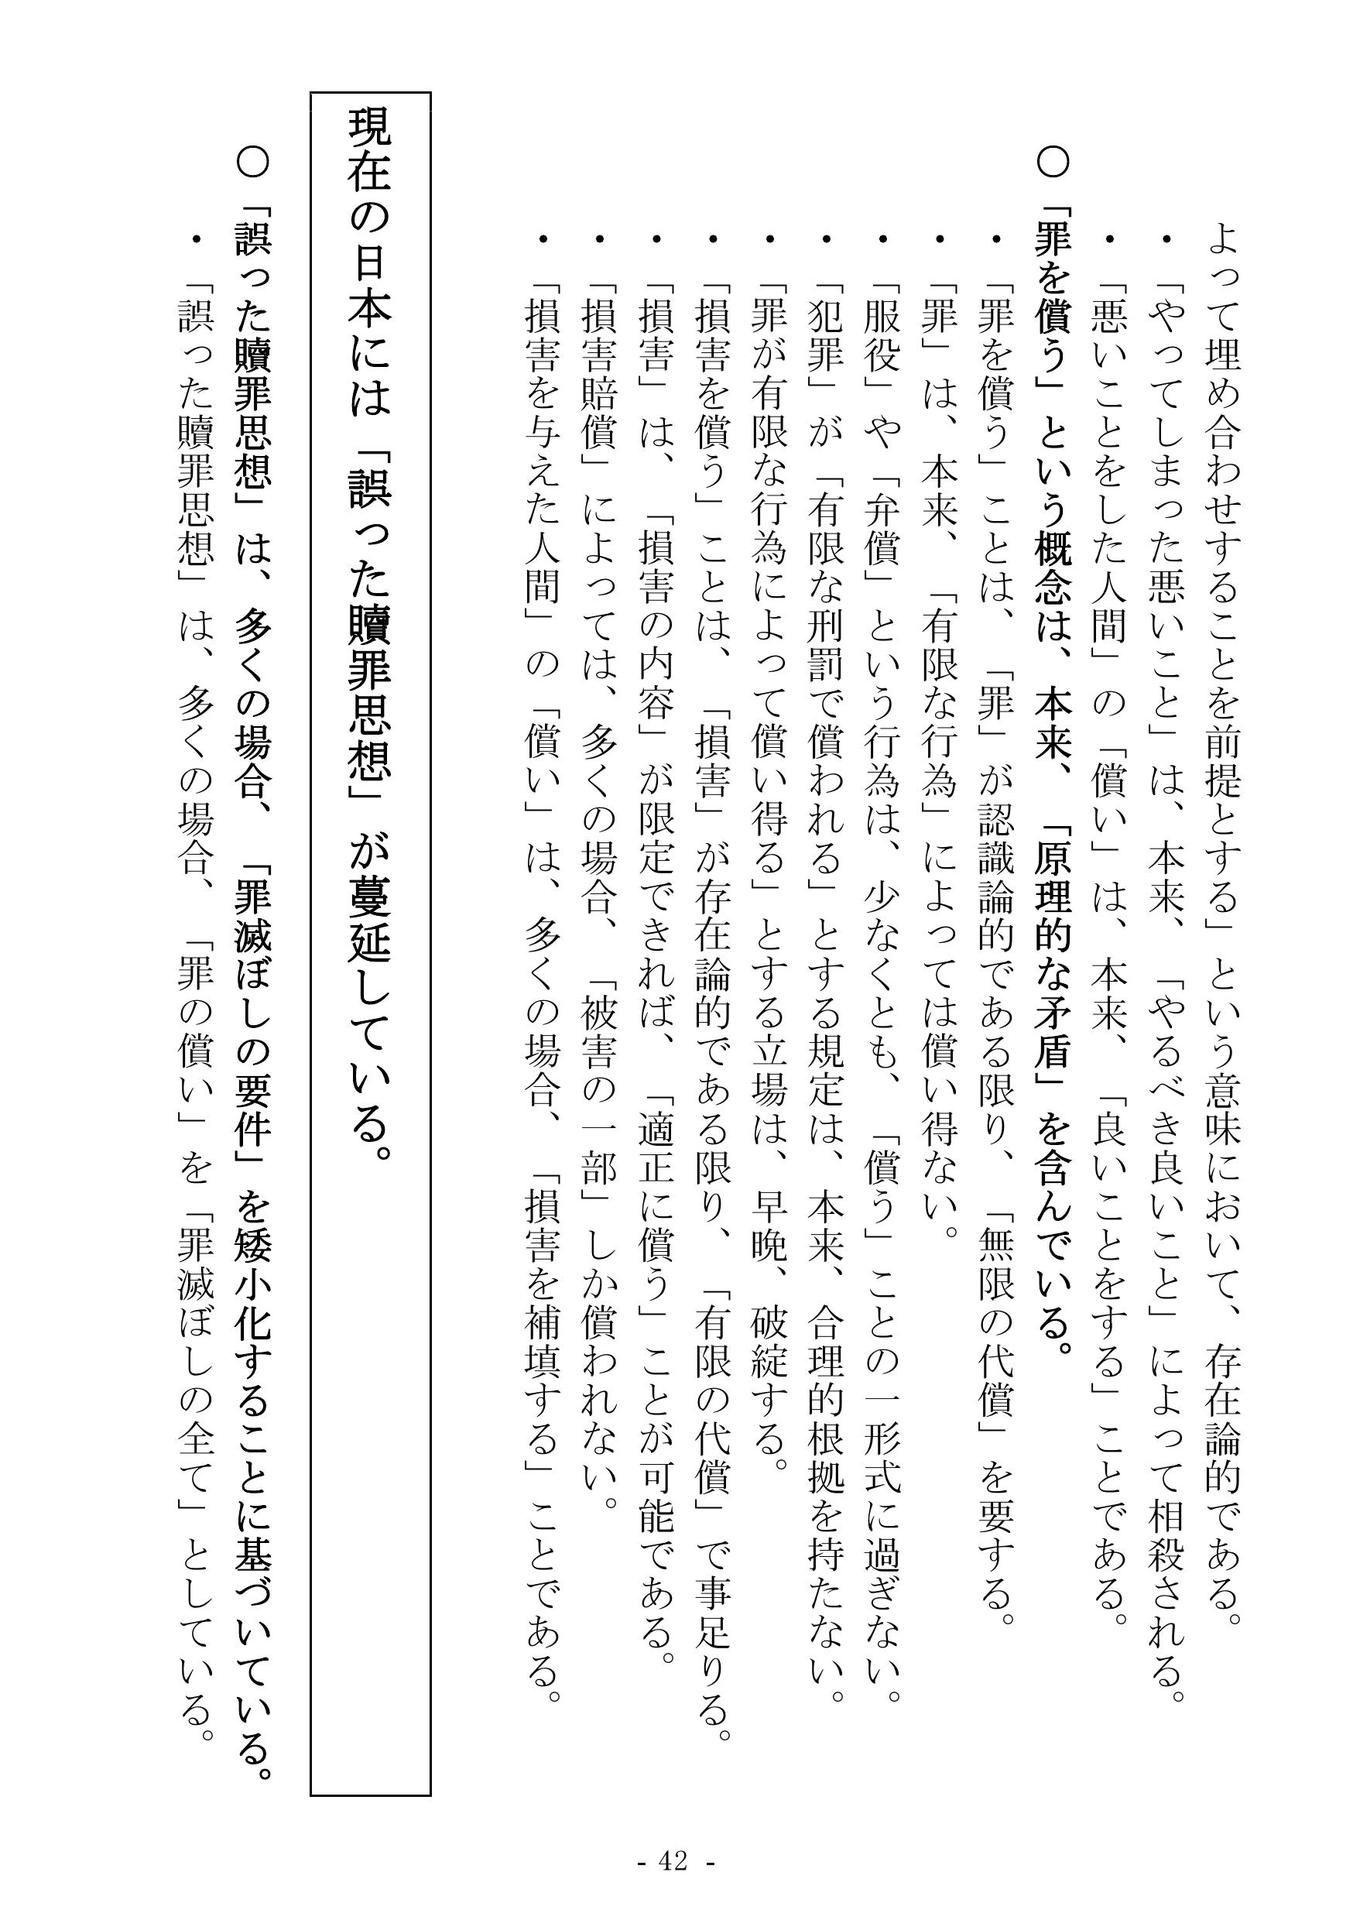 よって埋め合わせすることを前提とする」という意味において、存在論的である。
・「やってしまった悪いこと」は、本来、「やるべき良いこと」によって相殺される。
・「悪いことをした人間」の「償い」は、本来、「良いことをする」ことである。
○「罪を償う」という概念は、本来、「原理的な矛盾」を含んでいる。
・「罪を償う」ことは、「罪」が認識論的である限り、「無限の代償」を要する。
・「罪」は、本来、「有限な行為」によっては償い得ない。
・「服役」や「弁償」という行為は、少なくとも、「償う」ことの一形式に過ぎない。
・「犯罪」が「有限な刑罰で償われる」とする規定は、本来、合理的根拠を持たない。
・「罪が有限な行為によって償い得る」とする立場は、早晩、破綻する。
・「損害を償う」ことは、「損害」が存在論的である限り、「有限の代償」で事足りる。
・「損害」は、「損害の内容」が限定できれば、「適正に償う」ことが可能である。
・「損害賠償」によっては、多くの場合、「被害の一部」しか償われない。
・「損害を与えた人間」の「償い」は、多くの場合、「損害を補填する」ことである。
現在の日本には「誤った贖罪思想」が蔓延している。
○「誤った贖罪思想」は、多くの場合、「罪滅ぼしの要件」を矮小化することに基づいている。
・「誤った贖罪思想」は、多くの場合、「罪の償い」を「罪滅ぼしの全て」としている。
- 42 -